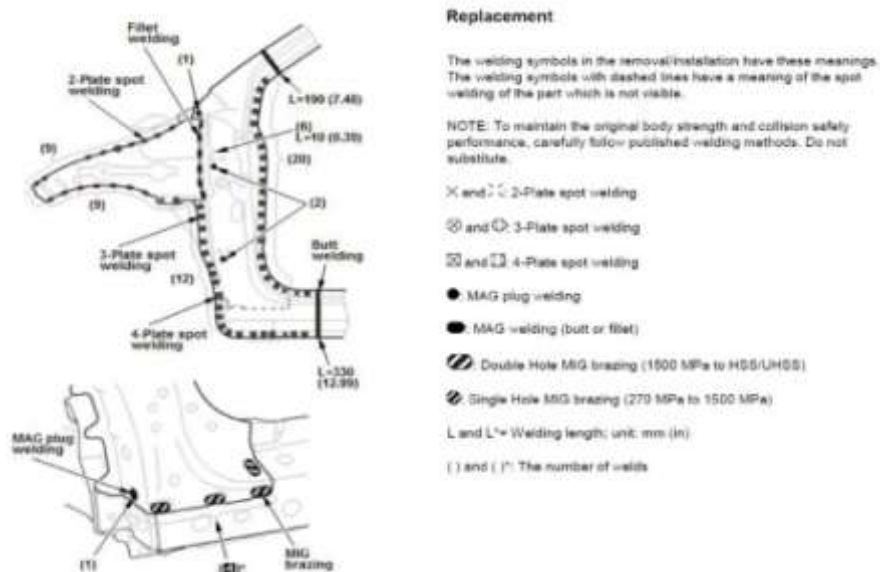 Fillet
welding
(1)
2-Plate spot
welding
L=190 (7.48)
(6)
L=10 (0.39)
(20)
(9)
(9)
(2)
3-Plate spot
welding
Butt
welding
(12)
4-Plate spot
welding
L=330
(12.99)
MAG plug
welding
(1)
MIG
brazing
Replacement
The welding symbols in the removal/installation have these meanings.
The welding symbols with dashed lines have a meaning of the spot
welding of the part which is not visible.
NOTE: To maintain the original body strength and collision safety
performance, carefully follow published welding methods. Do not
substitute.
and 2-Plate spot welding
and 3-Plate spot welding
and 4-Plate spot welding
: MAG plug welding
: MAG welding (butt or fillet)
: Double Hole MIG brazing (1500 MPa to HSS/UHSS)
: Single Hole MIG brazing (270 MPa to 1500 MPa)
L and L*= Welding length; unit: mm (in)
( ) and ( )*: The number of welds